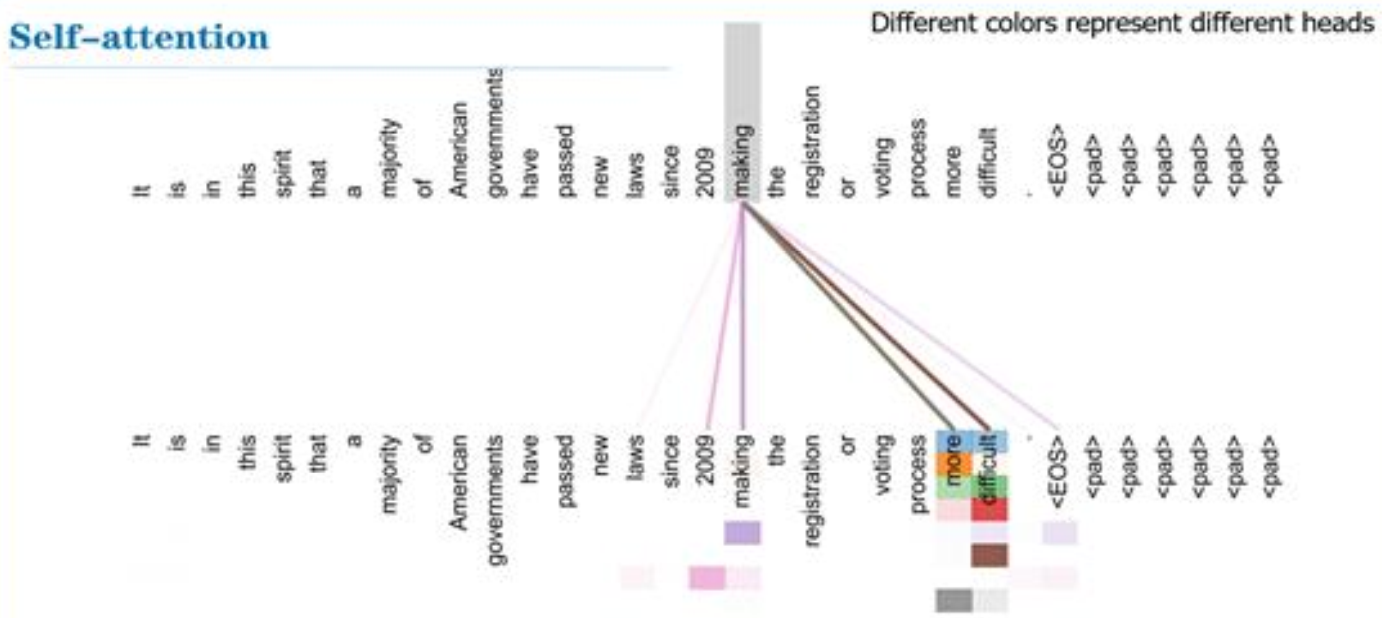 Self-attention
Different colors represent different heads
It is in this spirit that a majority of American governments have passed new laws since 2009 making the registration or voting process more difficult . <EOS> <pad> <pad> <pad> <pad> <pad> <pad>
It is in this spirit that a majority of American governments have passed new laws since 2009 making the registration or voting process more difficult . <EOS> <pad> <pad> <pad> <pad> <pad> <pad>